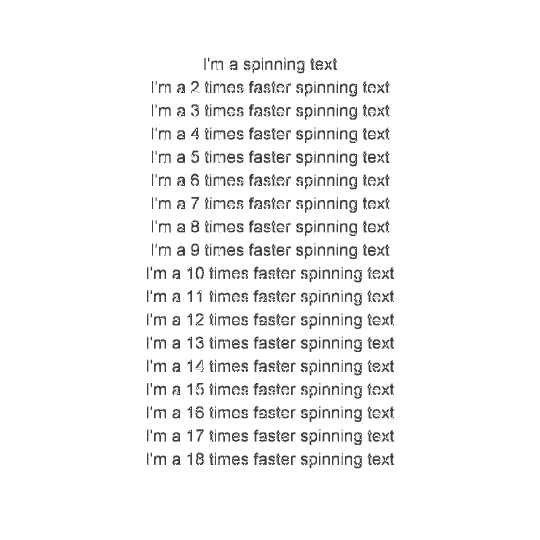 I'm a spinning text
I'm a 2 times faster spinning text
I'm a 3 times faster spinning text
I'm a 4 times faster spinning text
I'm a 5 times faster spinning text
I'm a 6 times faster spinning text
I'm a 7 times faster spinning text
I'm a 8 times faster spinning text
I'm a 9 times faster spinning text
I'm a 10 times faster spinning text
I'm a 11 times faster spinning text
I'm a 12 times faster spinning text
I'm a 13 times faster spinning text
I'm a 14 times faster spinning text
I'm a 15 times faster spinning text
I'm a 16 times faster spinning text
I'm a 17 times faster spinning text
I'm a 18 times faster spinning text